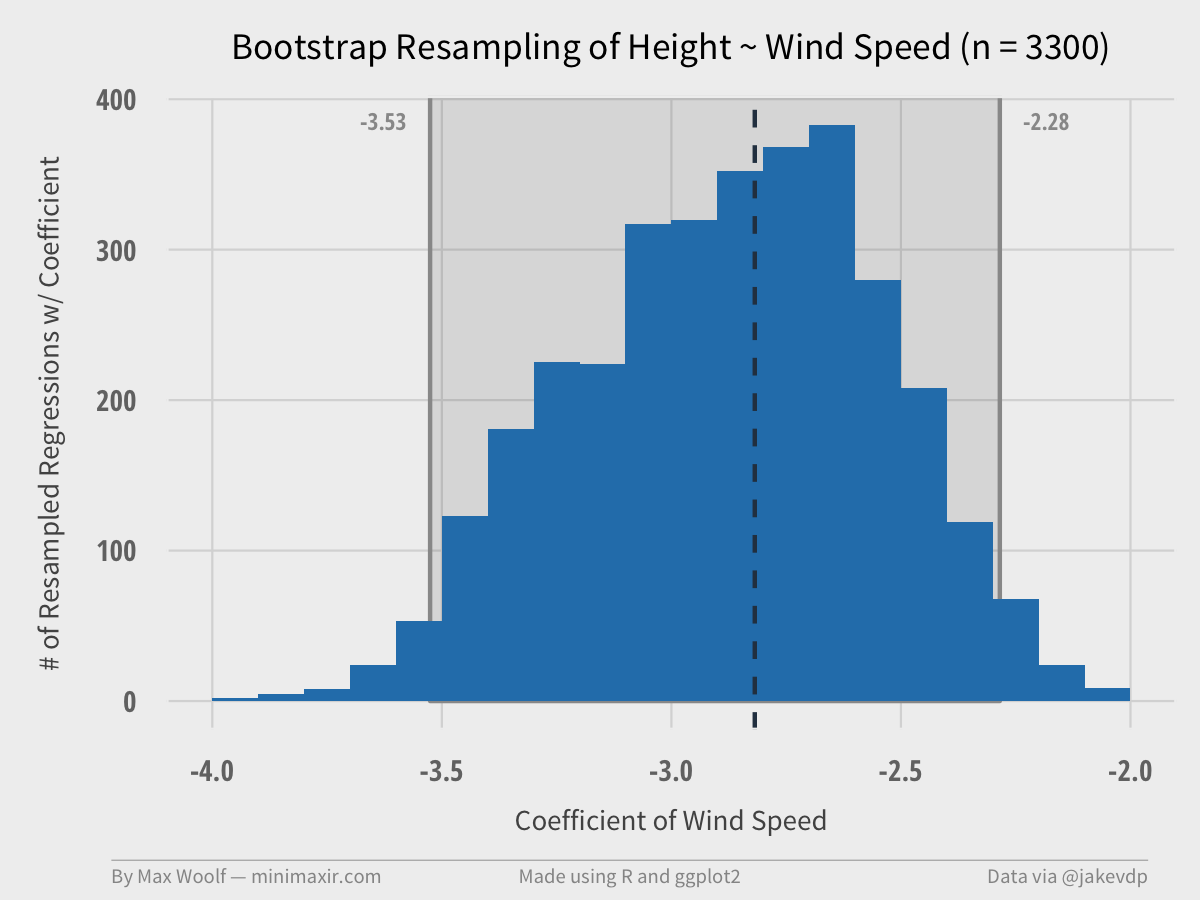 Bootstrap Resampling of Height ~ Wind Speed (n = 3300)
400
-3.53
-2.28
300
200
100
0
# of Resampled Regressions w/ Coefficient
-4.0
-3.5
-3.0
-2.5
-2.0
Coefficient of Wind Speed
By Max Woolf — minimaxir.com
Made using R and ggplot2
Data via @jakevdp